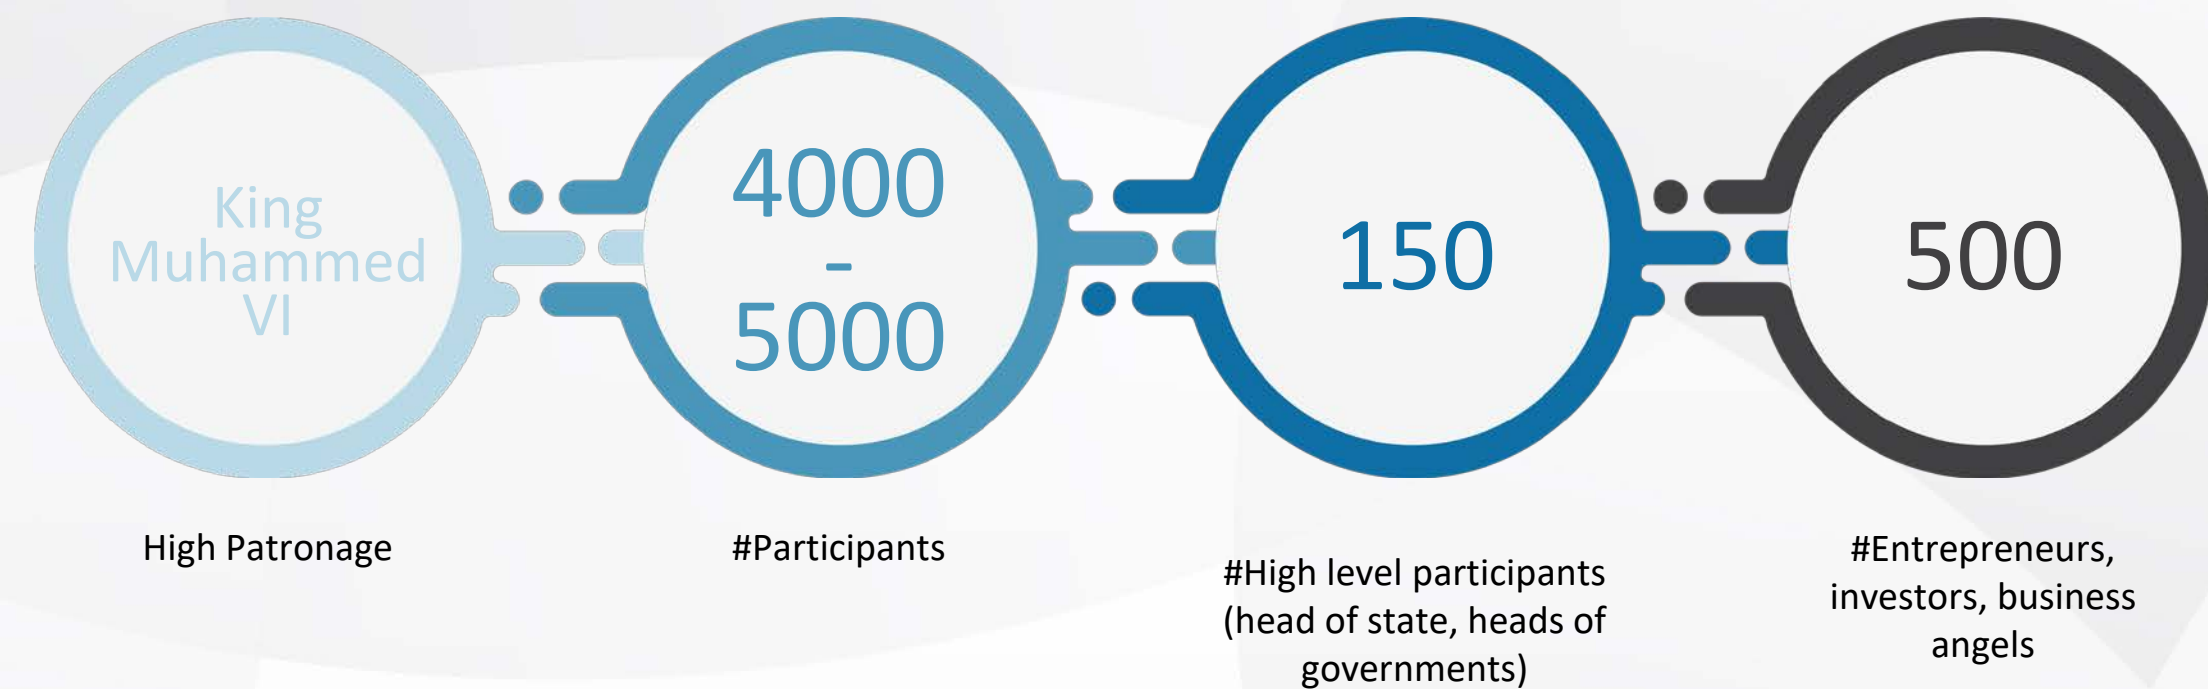 King
Muhammed
VI
High Patronage
4000
-
5000
#Participants
150
#High level participants
(head of state, heads of
governments)
500
#Entrepreneurs,
investors, business
angels